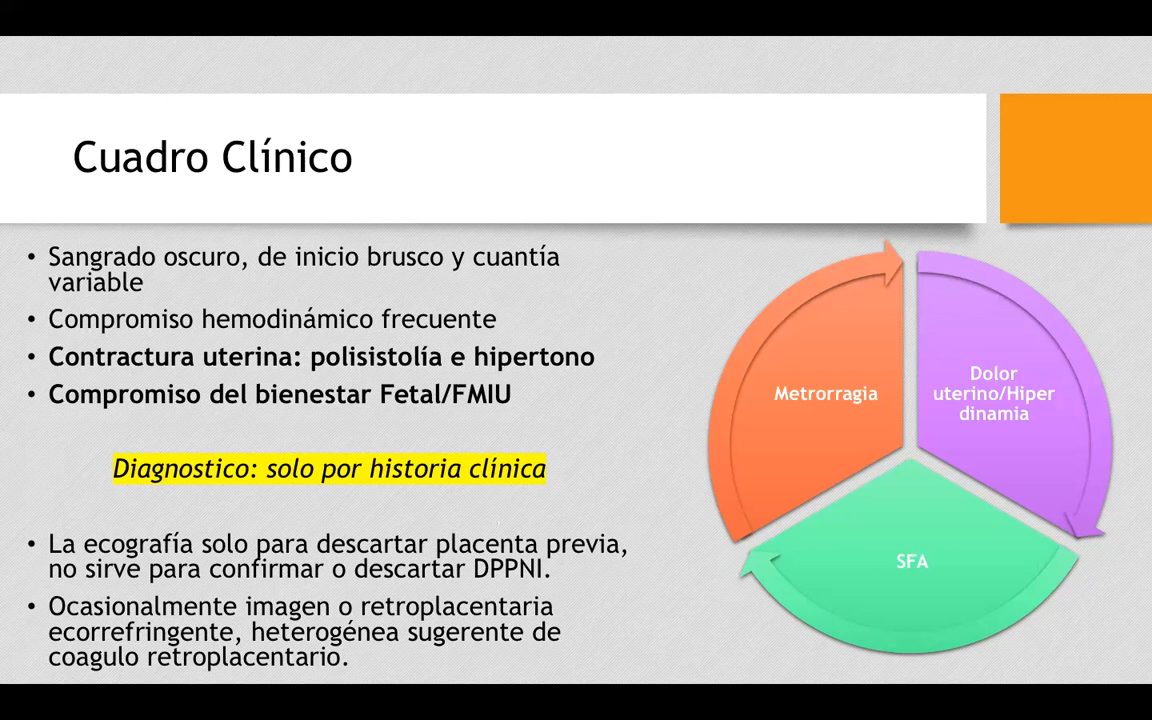 Cuadro Clínico
• Sangrado oscuro, de inicio brusco y cuantía
variable
• Compromiso hemodinámico frecuente
• Contractura uterina: polisistolía e hipertono
• Compromiso del bienestar Fetal/FMIU
Diagnostico: solo por historia clínica
• La ecografía solo para descartar placenta previa,
no sirve para confirmar o descartar DPPNI.
• Ocasionalmente imagen o retroplacentaria
ecorrefringente, heterogénea sugerente de
coagulo retroplacentario.
Metrorragia
Dolor
uterino/Hiper
dinamia
SFA